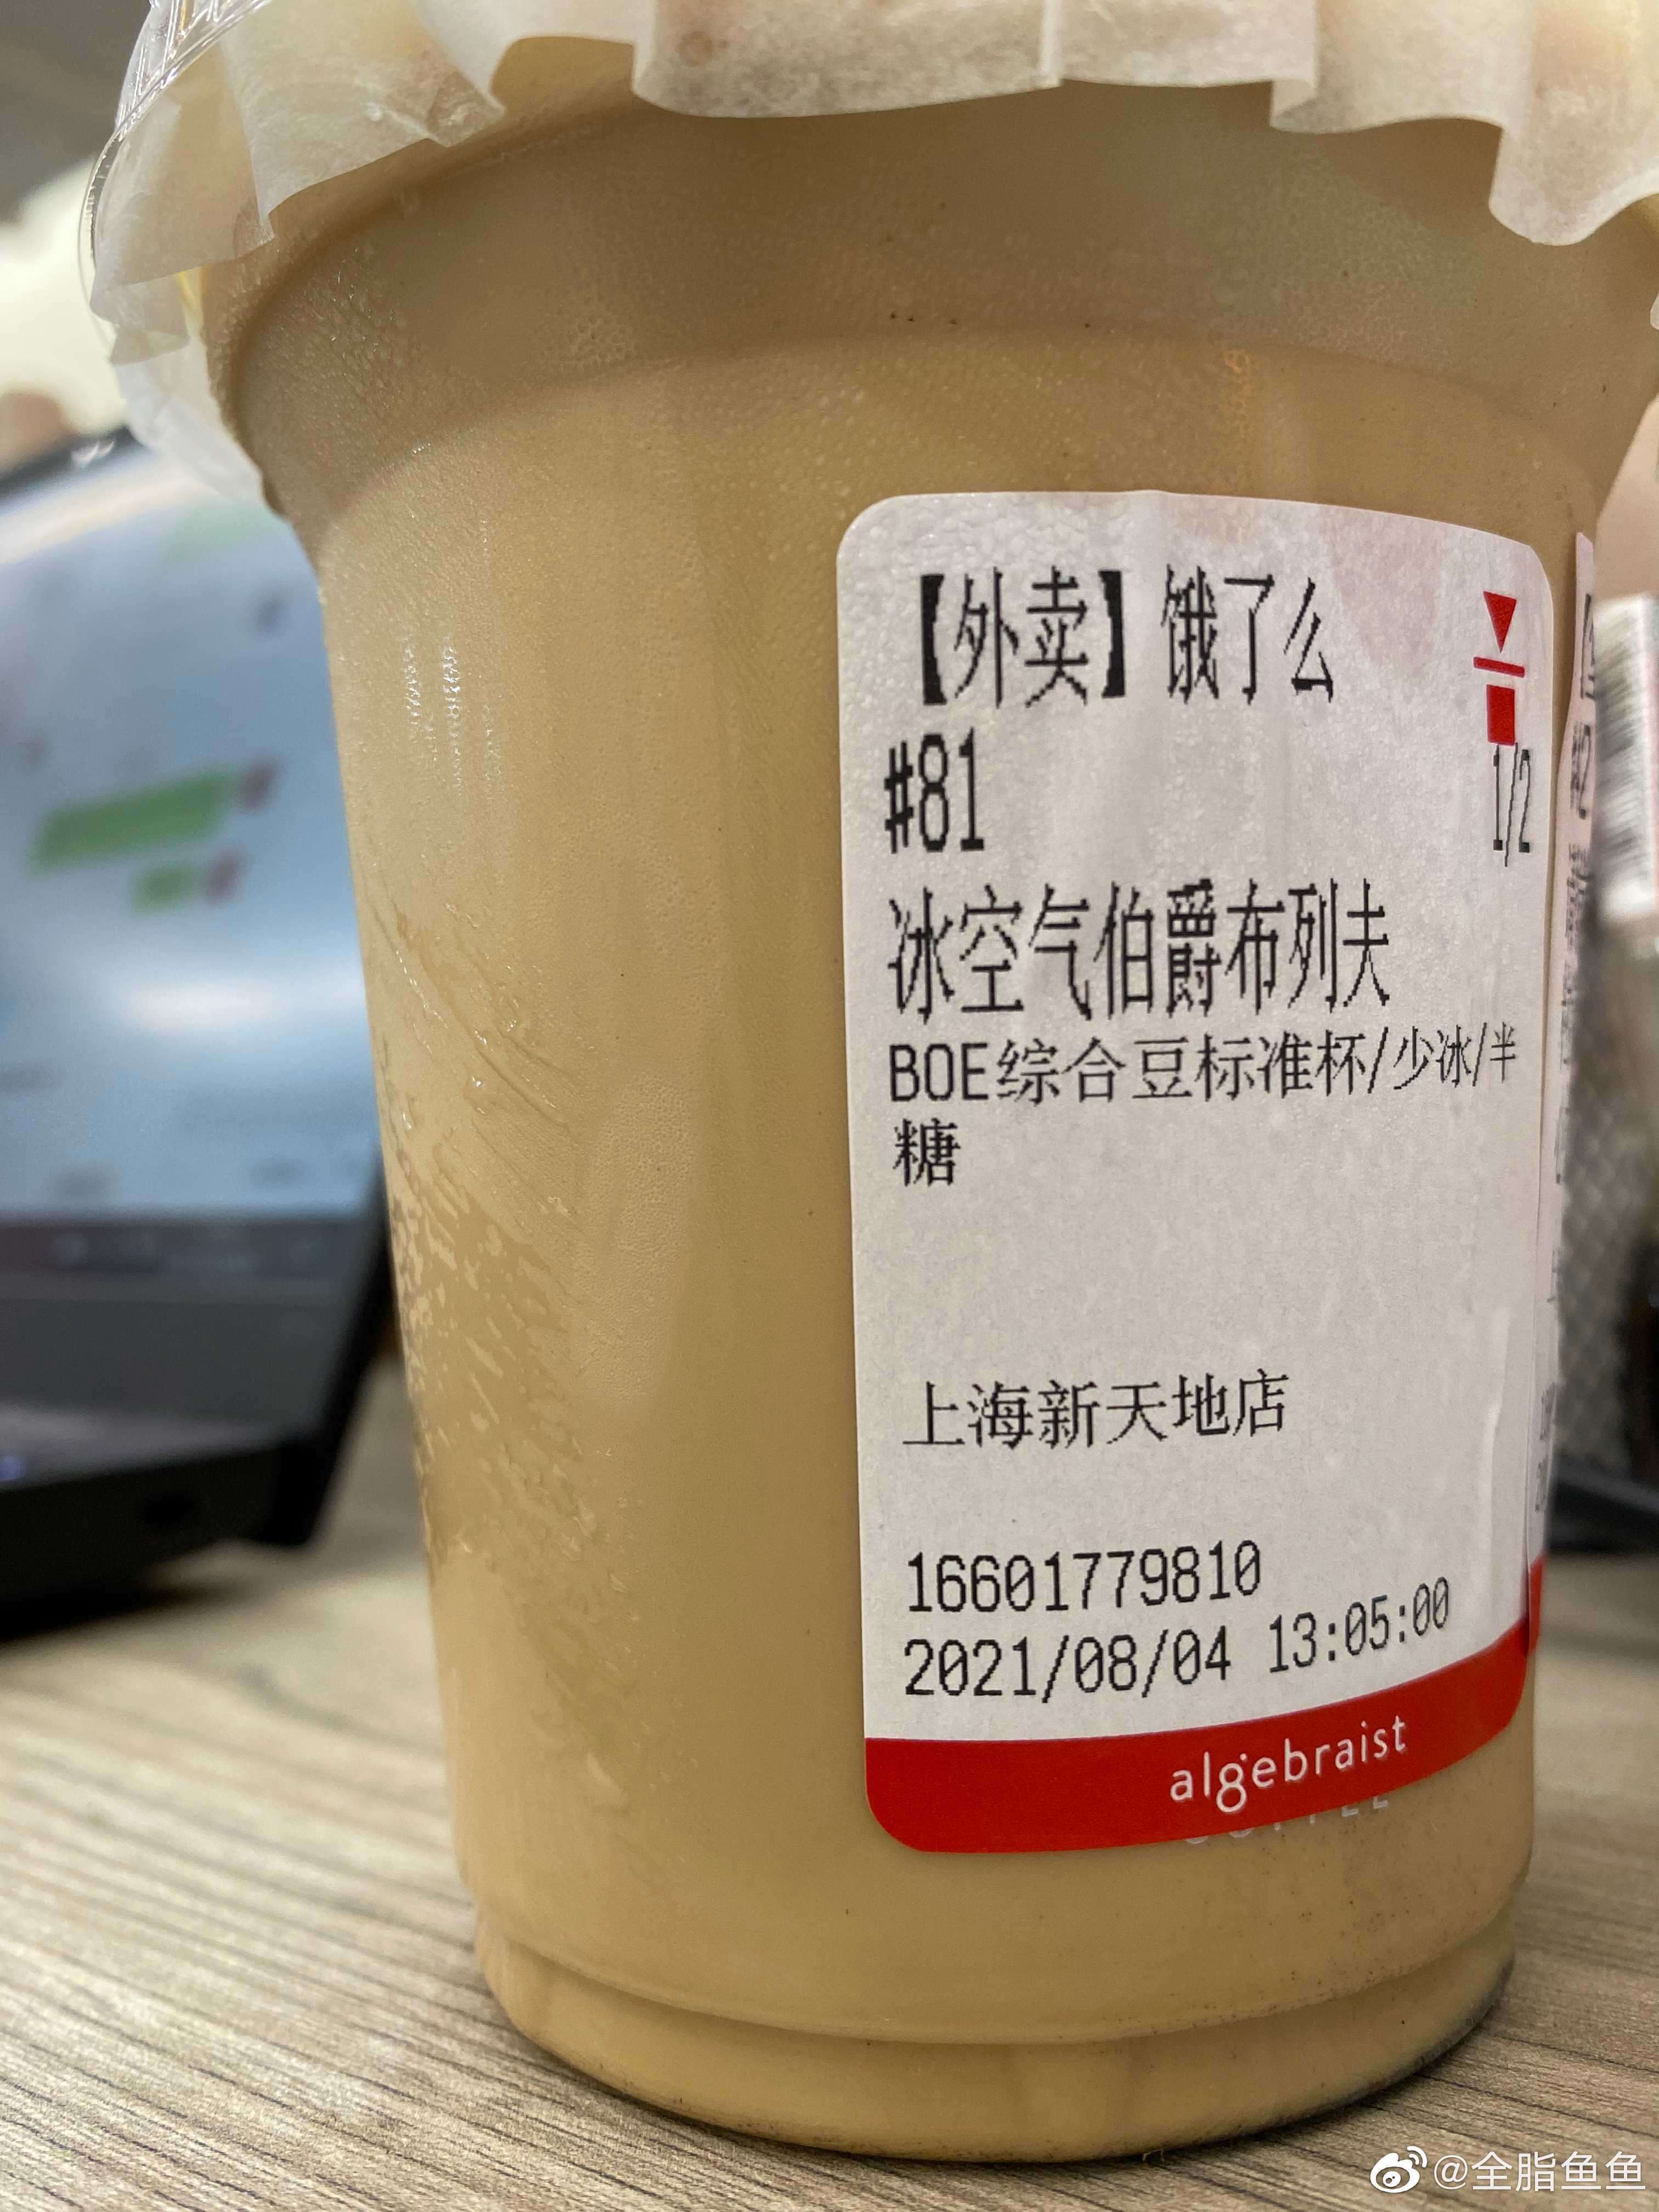 【外卖】饿了么
#81
1/2
冰空气伯爵布列夫
BOE综合豆标准杯/少冰/半
糖
上海新天地店
16601779810
2021/08/04 13:05:00
algebraist
@全脂鱼鱼